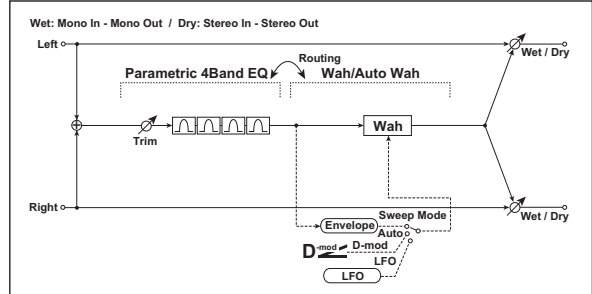 Wet: Mono In - Mono Out / Dry: Stereo In - Stereo Out
Left
Wet / Dry
Routing
Parametric 4Band EQ
Wah/Auto Wah
Trim
Wah
Right
Wet / Dry
Sweep Mode
Envelope
Auto
D-mod
D-mod
LFO
LFO